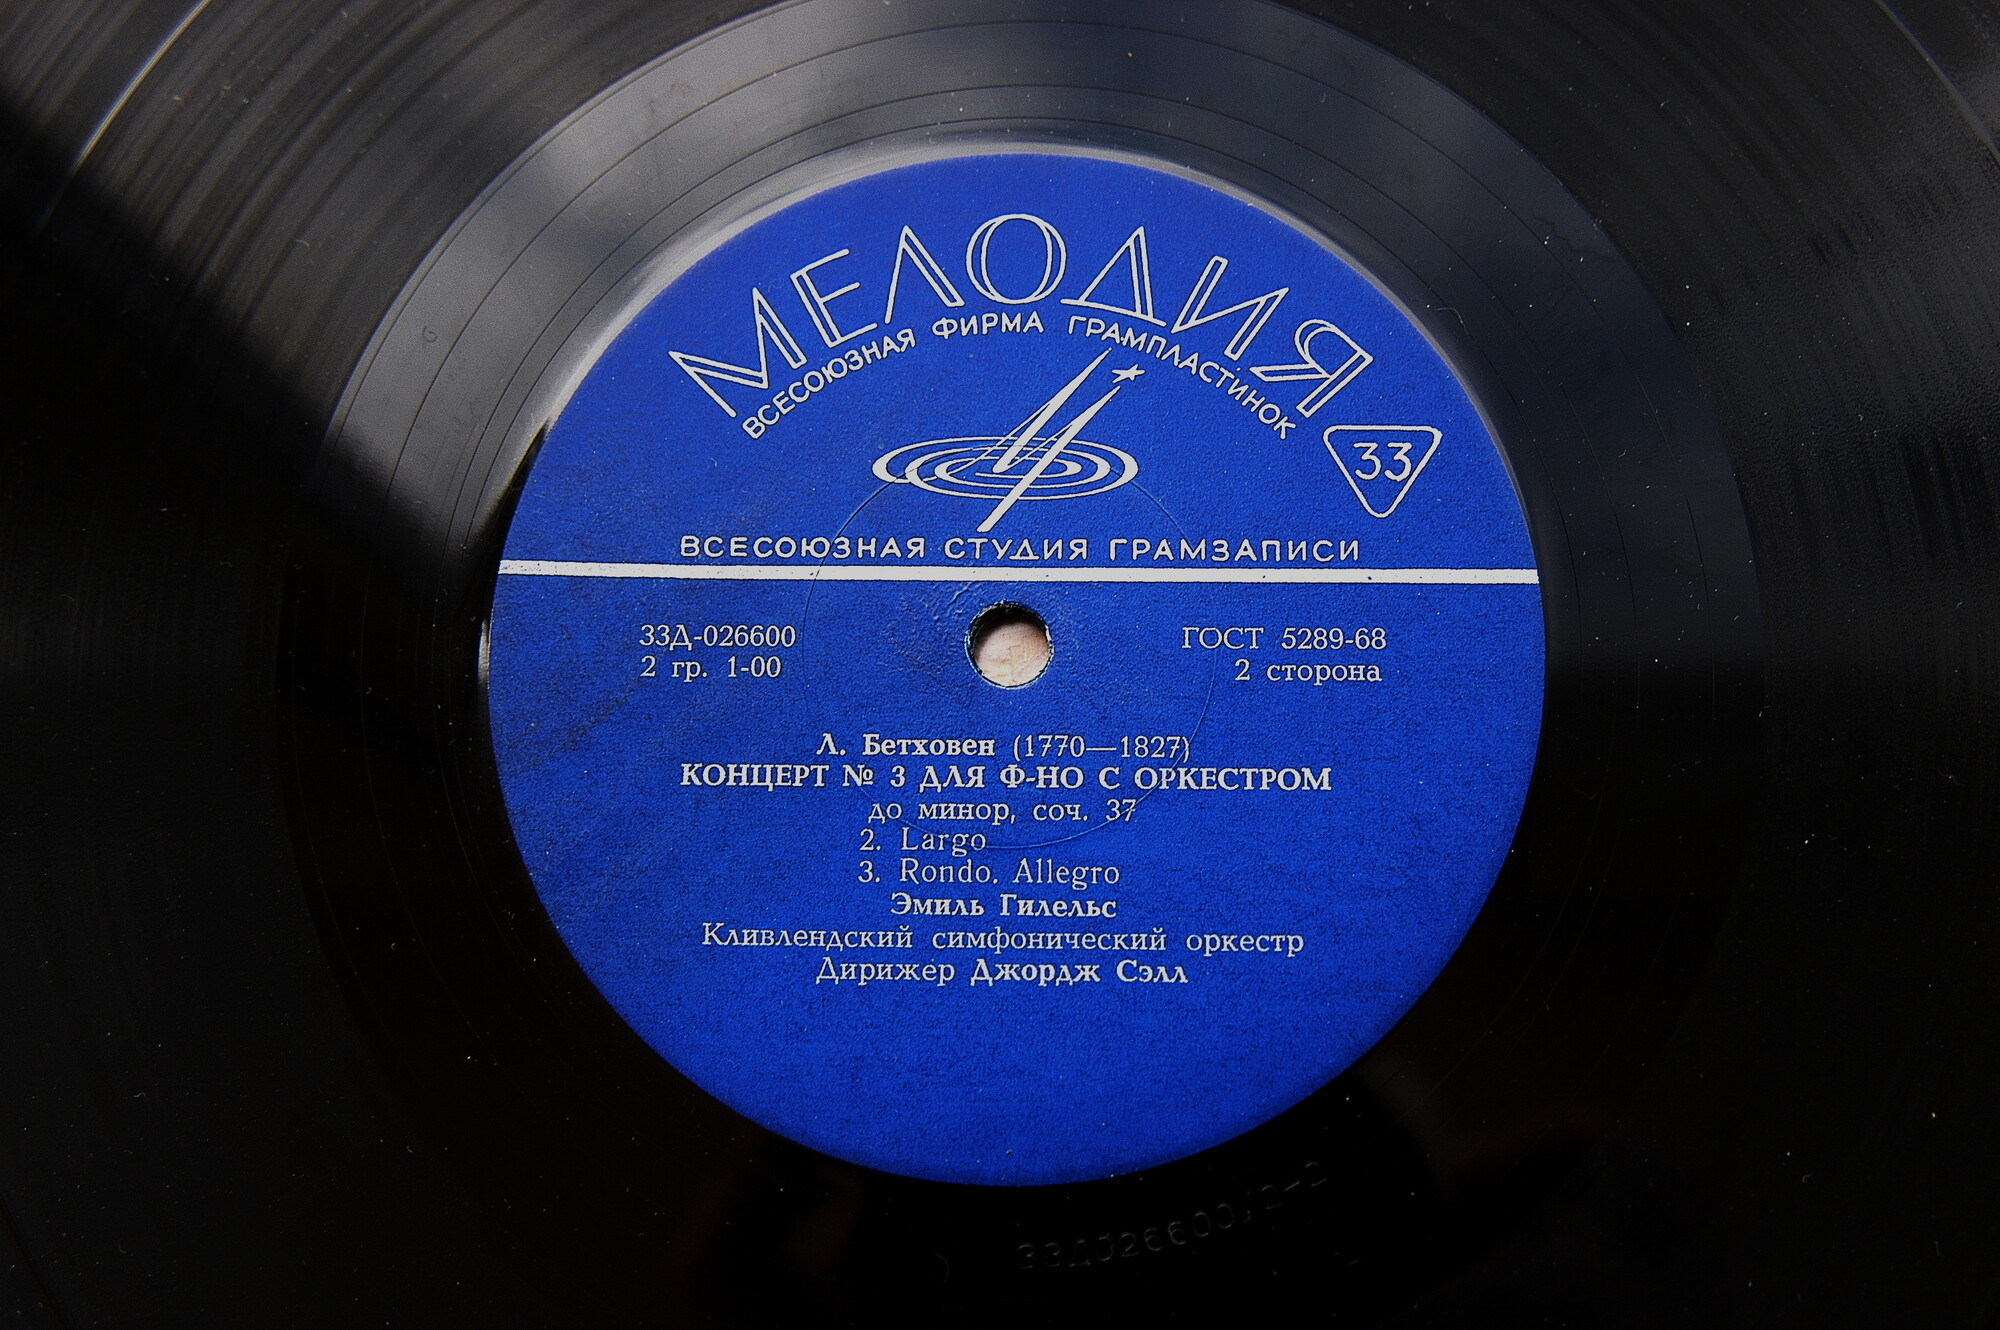 МЕЛОДИЯ
ВСЕСОЮЗНАЯ ФИРМА ГРАМПЛАСТИНОК
33
ВСЕСОЮЗНАЯ СТУДИЯ ГРАМЗАПИСИ
33Д-026600
2 гр. 1-00
ГОСТ 5289-68
2 сторона
Л. Бетховен (1770—1827)
КОНЦЕРТ № 3 ДЛЯ Ф-НО С ОРКЕСТРОМ
до минор, соч. 37
2. Largo
3. Rondo. Allegro
Эмиль Гилельс
Кливлендский симфонический оркестр
Дирижер Джордж Сэлл